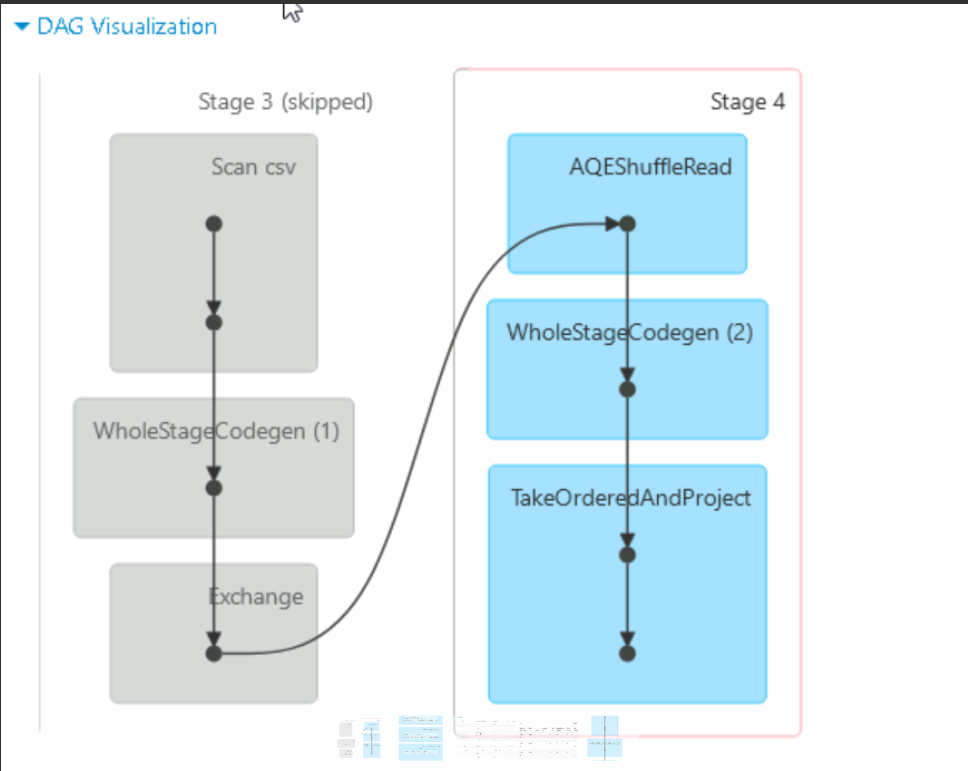 DAG Visualization
Stage 3 (skipped)
Scan csv
WholeStageCodegen (1)
Exchange
Stage 4
AQEShuffleRead
WholeStageCodegen (2)
TakeOrderedAndProject